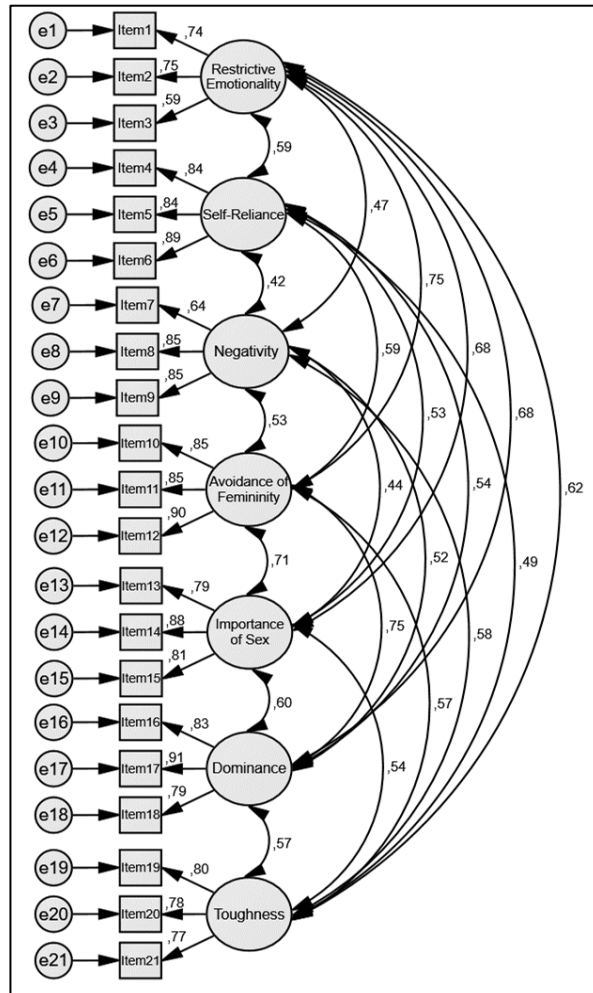 e1
Item1
,74
e2
Item2
,75
Restrictive
Emotionality
e3
Item3
,59
,59
e4
Item4
,84
e5
Item5
,84
Self-Reliance
,47
e6
Item6
,89
,42
,75
e7
Item7
,64
e8
Item8
,85
Negativity
,59
,68
e9
Item9
,85
,53
,53
,68
e10
Item10
,85
e11
Item11
,85
Avoidance of
Femininity
,44
,54
,62
e12
Item12
,90
,71
,52
,49
e13
Item13
,79
e14
Item14
,88
Importance
of Sex
,75
,58
e15
Item15
,81
,60
,57
e16
Item16
,83
e17
Item17
,91
Dominance
,54
e18
Item18
,79
,57
e19
Item19
,80
e20
Item20
,78
Toughness
e21
Item21
,77